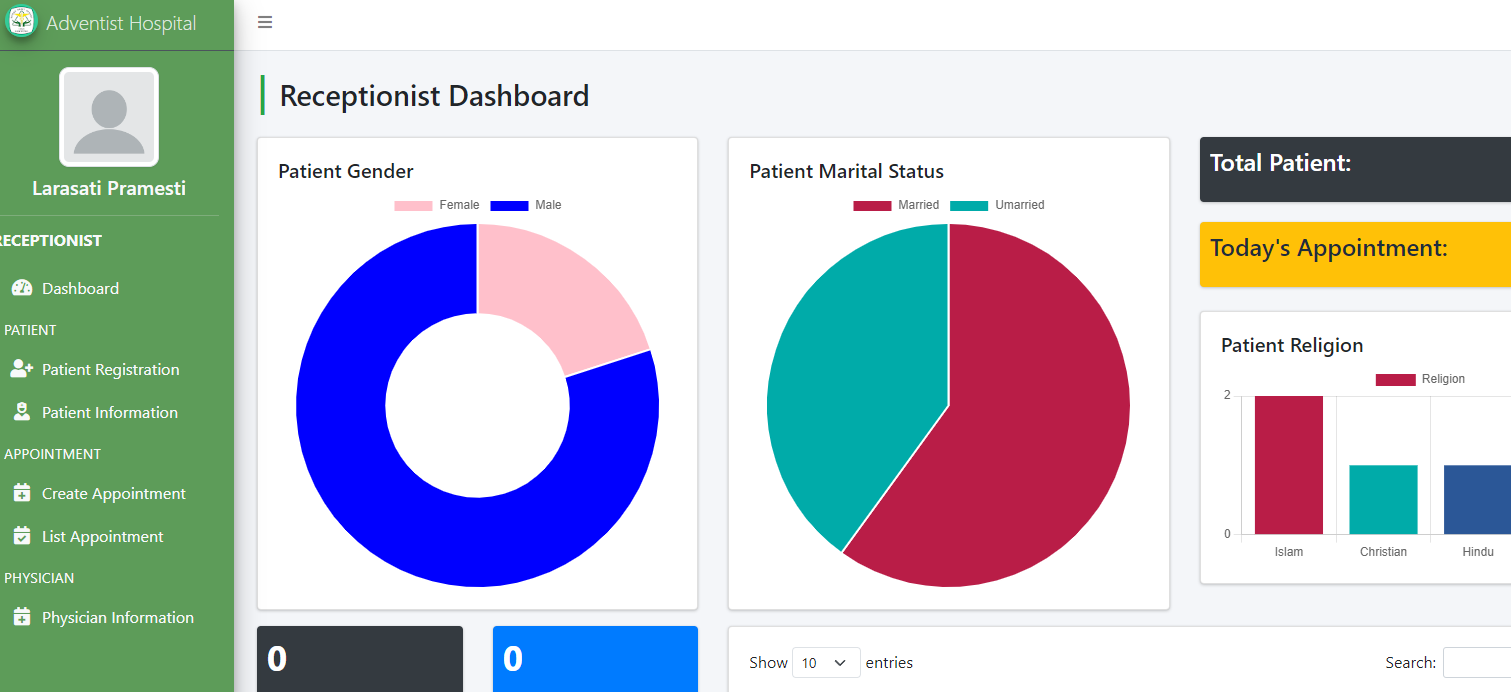 Adventist Hospital
Larasati Pramesti
RECEPTIONIST
Dashboard
PATIENT
Patient Registration
Patient Information
APPOINTMENT
Create Appointment
List Appointment
PHYSICIAN
Physician Information
Receptionist Dashboard
Patient Gender
Female Male
Patient Marital Status
Married Umarried
Total Patient:
Today's Appointment:
Patient Religion
Religion
2
0
Islam Christian Hindu
0
0
Show 10 entries
Search: